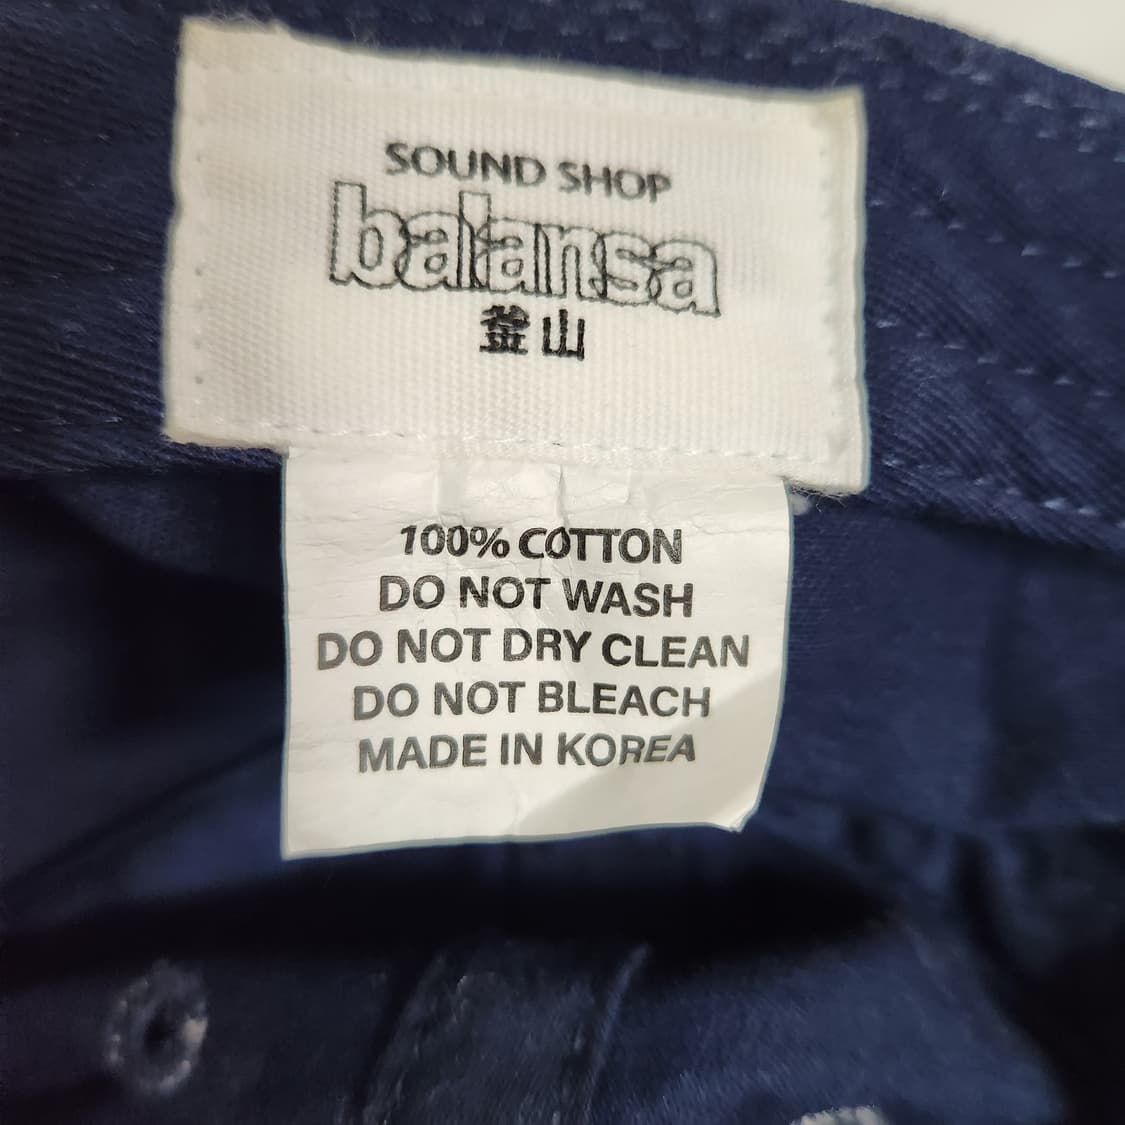 SOUND SHOP
balansa
釜山
100% COTTON
DO NOT WASH
DO NOT DRY CLEAN
DO NOT BLEACH
MADE IN KOREA